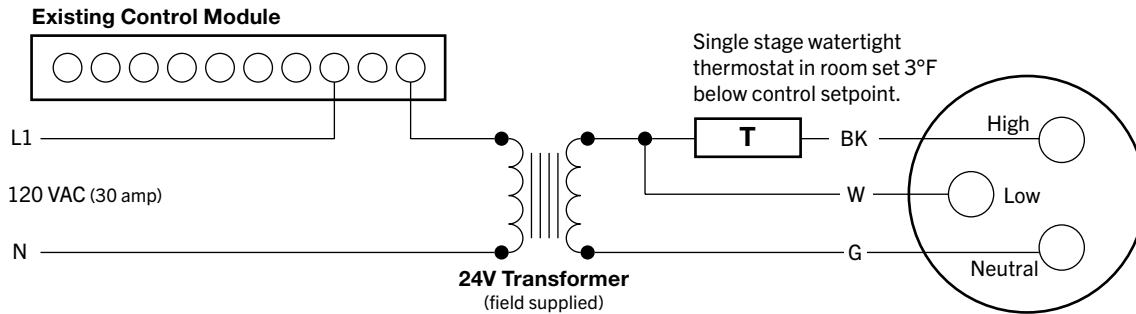 Existing Control Module
Single stage watertight
thermostat in room set 3°F
below control setpoint.
L1
T
BK
High
120 VAC (30 amp)
W
Low
N
G
Neutral
24V Transformer
(field supplied)